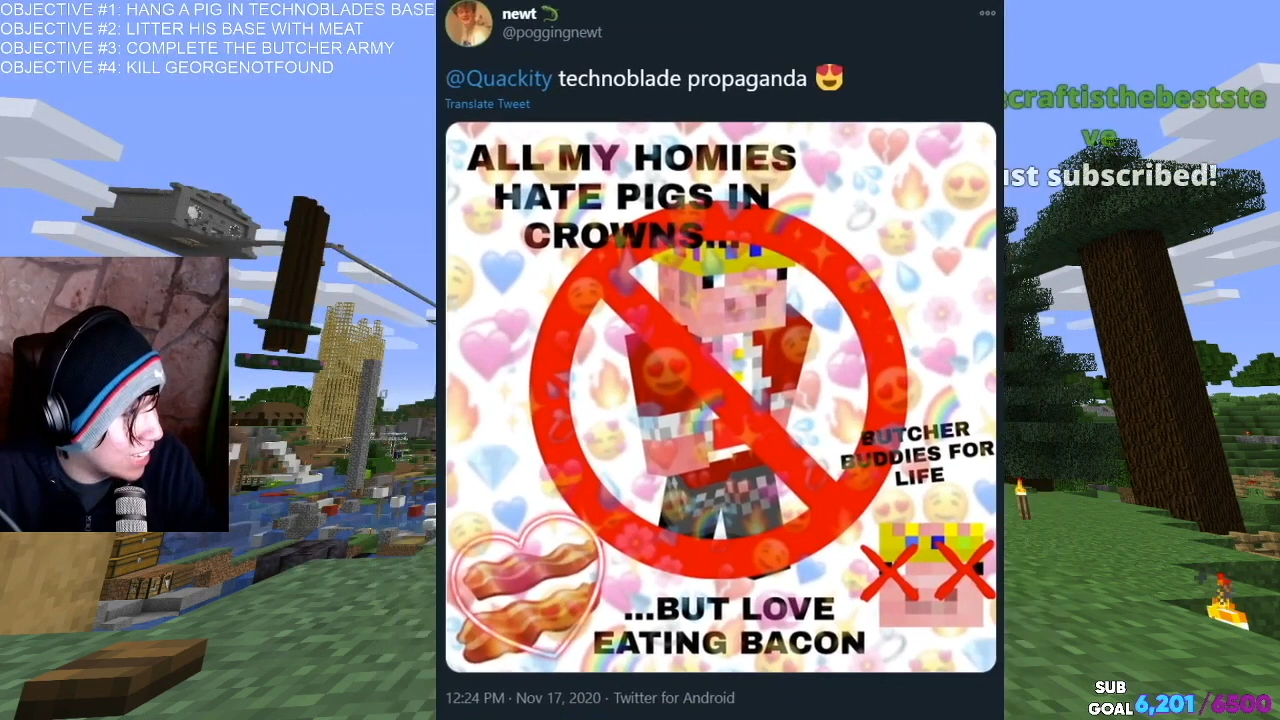 OBJECTIVE #1: HANG A PIG IN TECHNOBLADES BASE
OBJECTIVE #2: LITTER HIS BASE WITH MEAT
OBJECTIVE #3: COMPLETE THE BUTCHER ARMY
OBJECTIVE #4: KILL GEORGENOTFOUND
newt
@poggingnewt
@Quackity technoblade propaganda 😍
Translate Tweet
ALL MY HOMIES
HATE PIGS IN
CROWNS...
BUTCHER
BUDDIES FOR
LIFE
...BUT LOVE
EATING BACON
12:24 PM · Nov 17, 2020 · Twitter for Android
craftisthebestste
ve
ust subscribed!
SUB
GOAL 6,201/6500